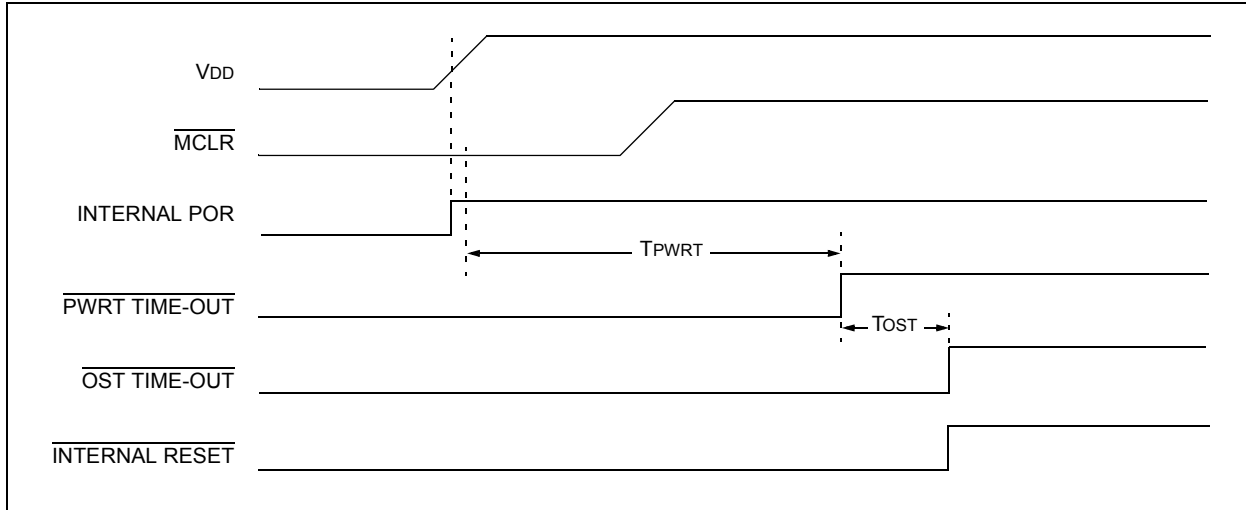 VDD
MCLR
INTERNAL POR
TPWRT
PWRT TIME-OUT
TOST
OST TIME-OUT
INTERNAL RESET